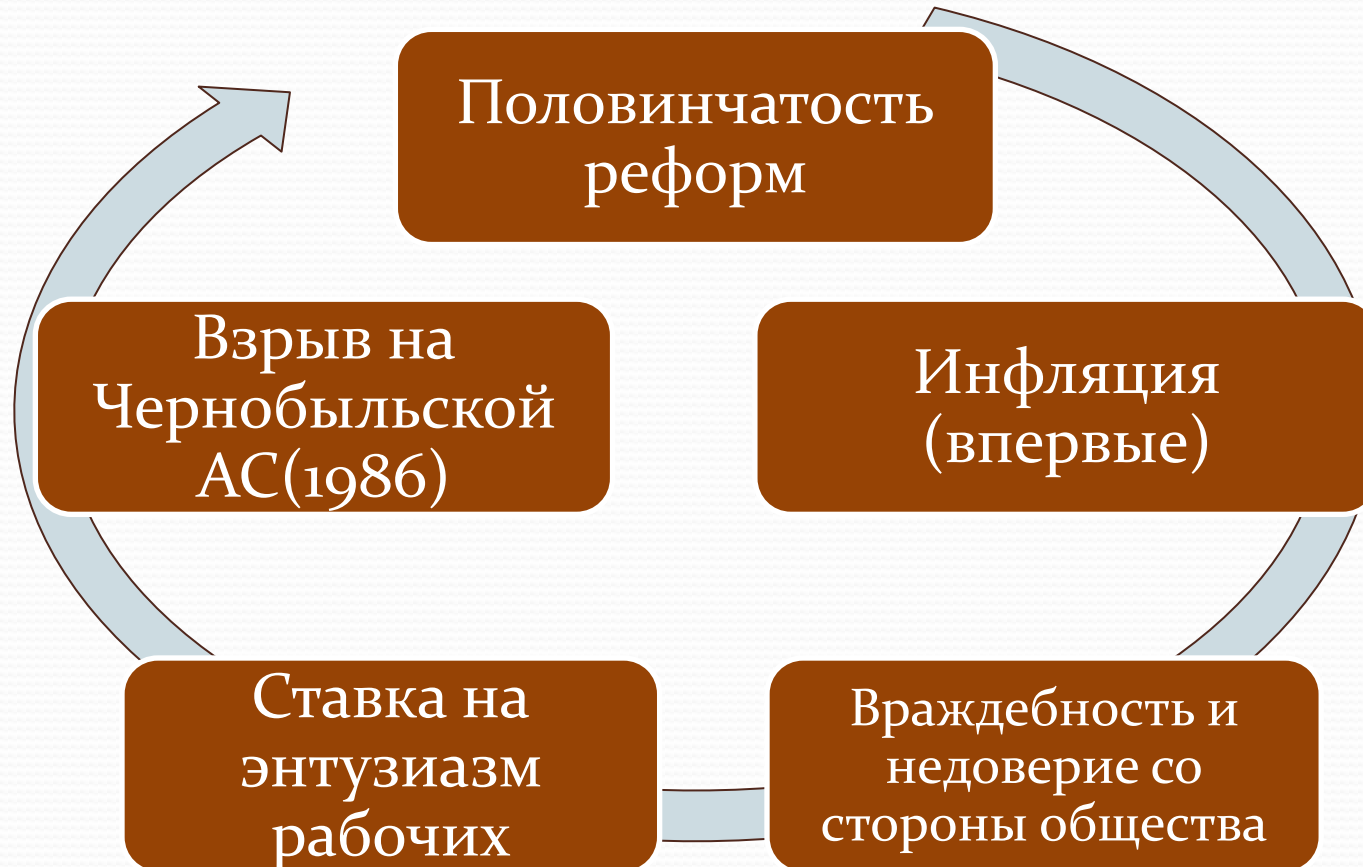 Половинчатость
реформ
Инфляция
(впервые)
Враждебность и
недоверие со
стороны общества
Ставка на
энтузиазм
рабочих
Взрыв на
Чернобыльской
АС(1986)